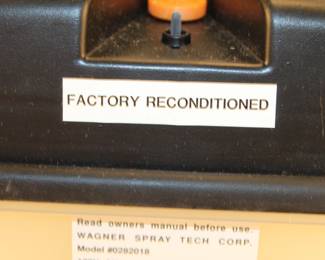 FACTORY RECONDITIONED
Read owners manual before use.
WAGNER SPRAY TECH CORP.
Model #0282018